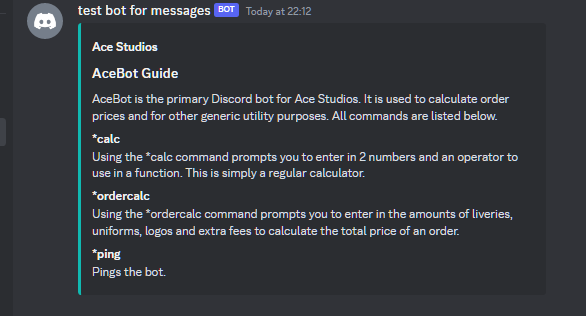 test bot for messages BOT Today at 22:12
Ace Studios
AceBot Guide
AceBot is the primary Discord bot for Ace Studios. It is used to calculate order
prices and for other generic utility purposes. All commands are listed below.
*calc
Using the *calc command prompts you to enter in 2 numbers and an operator to
use in a function. This is simply a regular calculator.
*ordercalc
Using the *ordercalc command prompts you to enter in the amounts of liveries,
uniforms, logos and extra fees to calculate the total price of an order.
*ping
Pings the bot.